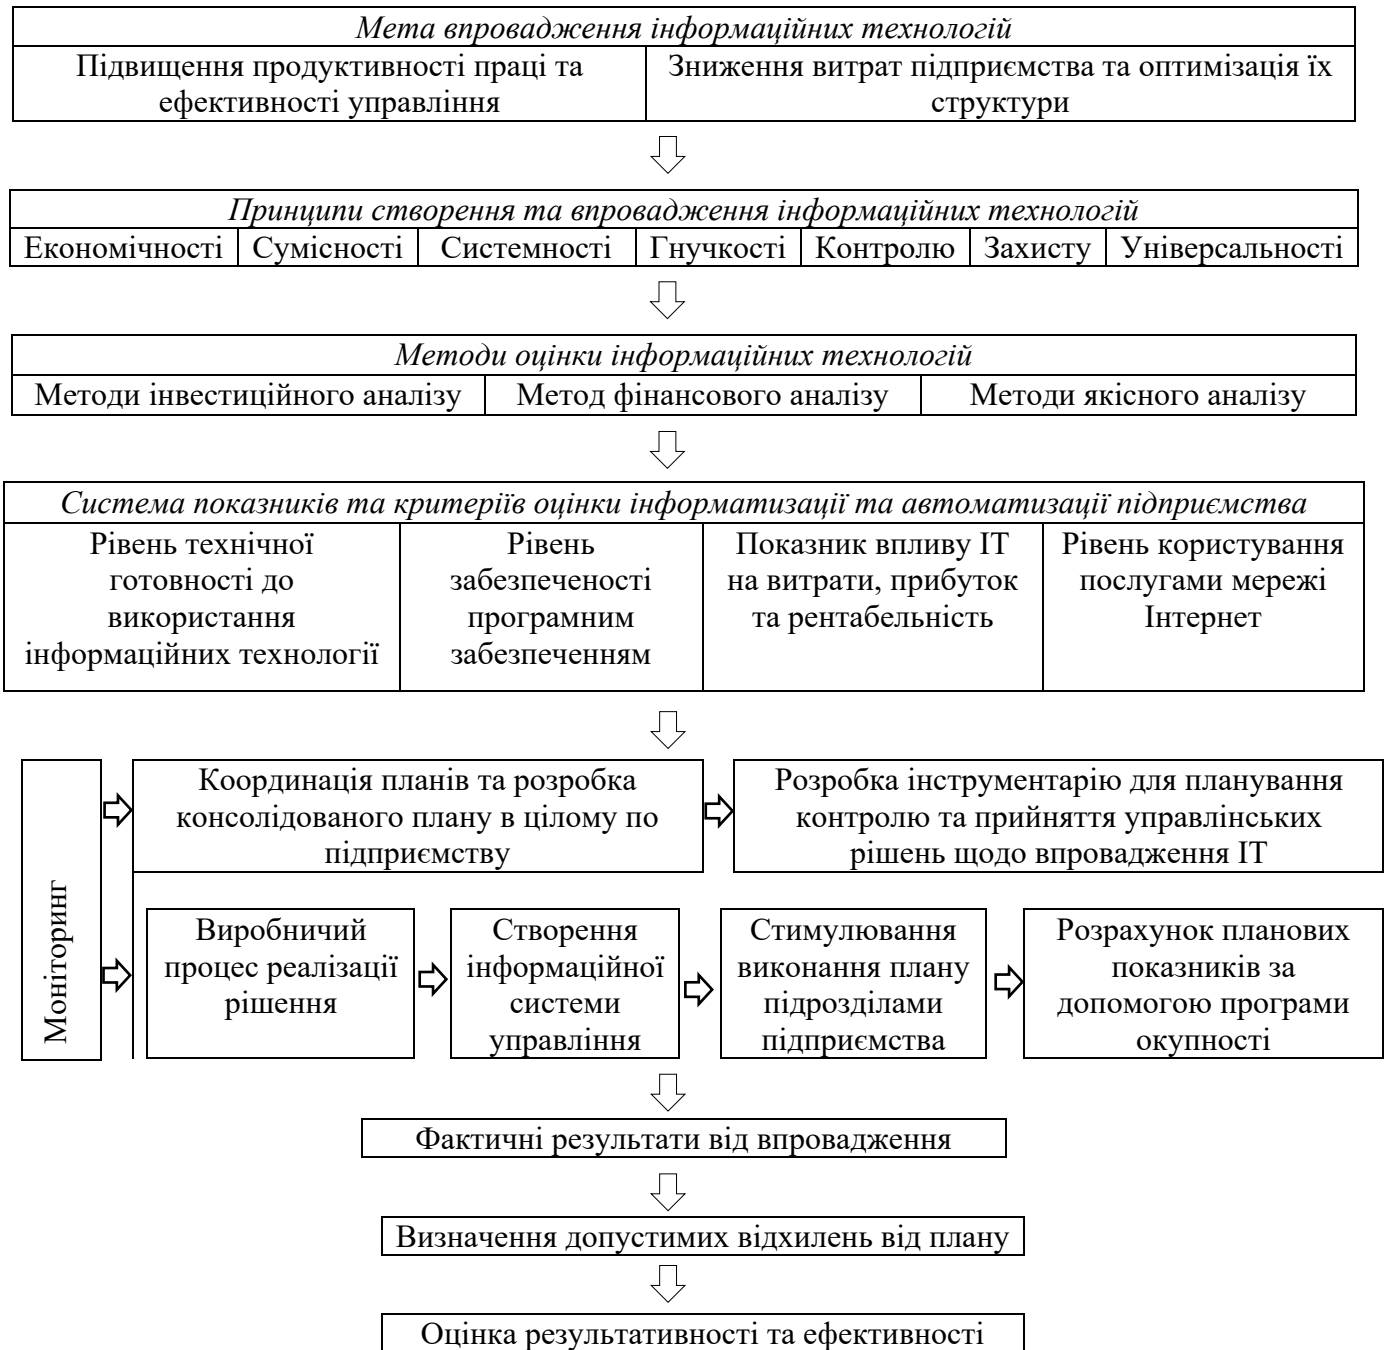 Мета впровадження інформаційних технологій
Підвищення продуктивності праці та
ефективності управління
Зниження витрат підприємства та оптимізація їх
структури
Принципи створення та впровадження інформаційних технологій
Економічності
Сумісності
Системності
Гнучкості
Контролю
Захисту
Універсальності
Методи оцінки інформаційних технологій
Методи інвестиційного аналізу
Метод фінансового аналізу
Методи якісного аналізу
Система показників та критеріїв оцінки інформатизації та автоматизації підприємства
Рівень технічної
готовності до
використання
інформаційних технології
Рівень
забезпеченості
програмним
забезпеченням
Показник впливу ІТ
на витрати, прибуток
та рентабельність
Рівень користування
послугами мережі
Інтернет
Моніторинг
Координація планів та розробка
консолідованого плану в цілому по
підприємству
Розробка інструментарію для планування
контролю та прийняття управлінських
рішень щодо впровадження ІТ
Виробничий
процес реалізації
рішення
Створення
інформаційної
системи
управління
Стимулювання
виконання плану
підрозділами
підприємства
Розрахунок планових
показників за
допомогою програми
окупності
Фактичні результати від впровадження
Визначення допустимих відхилень від плану
Оцінка результативності та ефективності